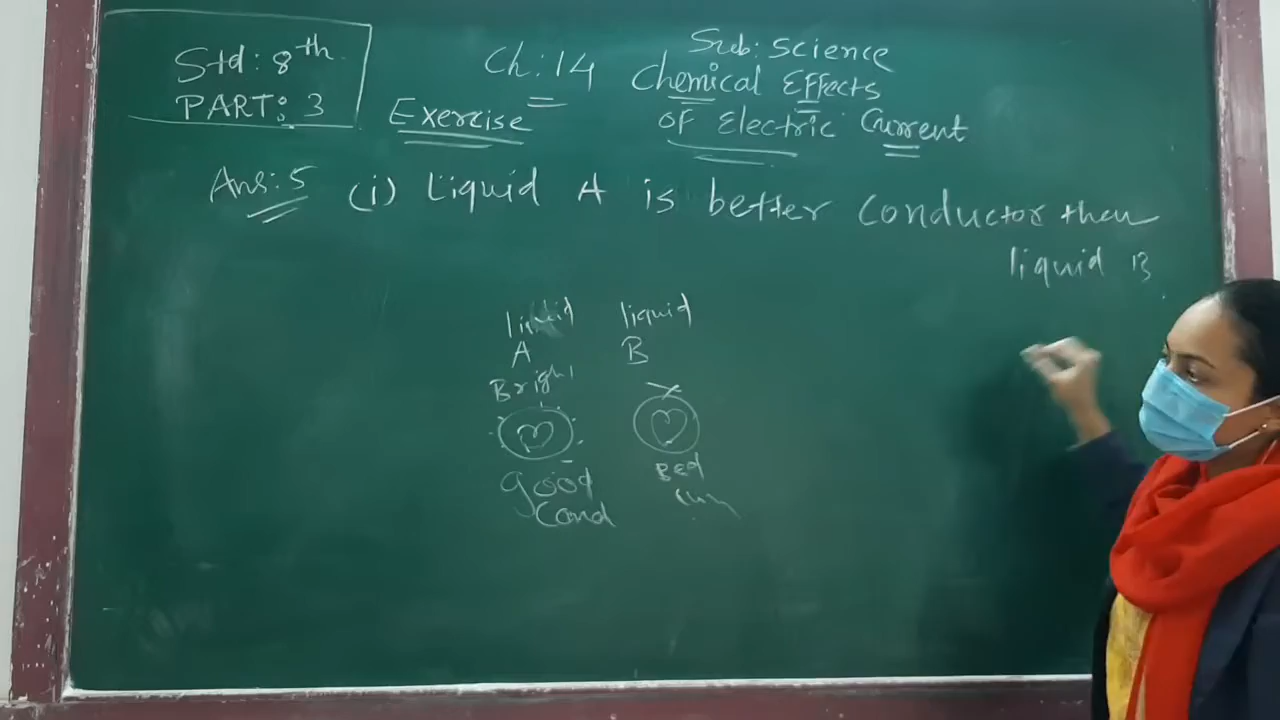 Std: 8th
PART: 3
Ch: 14
Exercise
Sub: Science
Chemical Effects
of Electric Current
Ans: 5 (i) Liquid A is better conductor then
liquid B
liquid
A
Bright
good
Cond
liquid
B
X